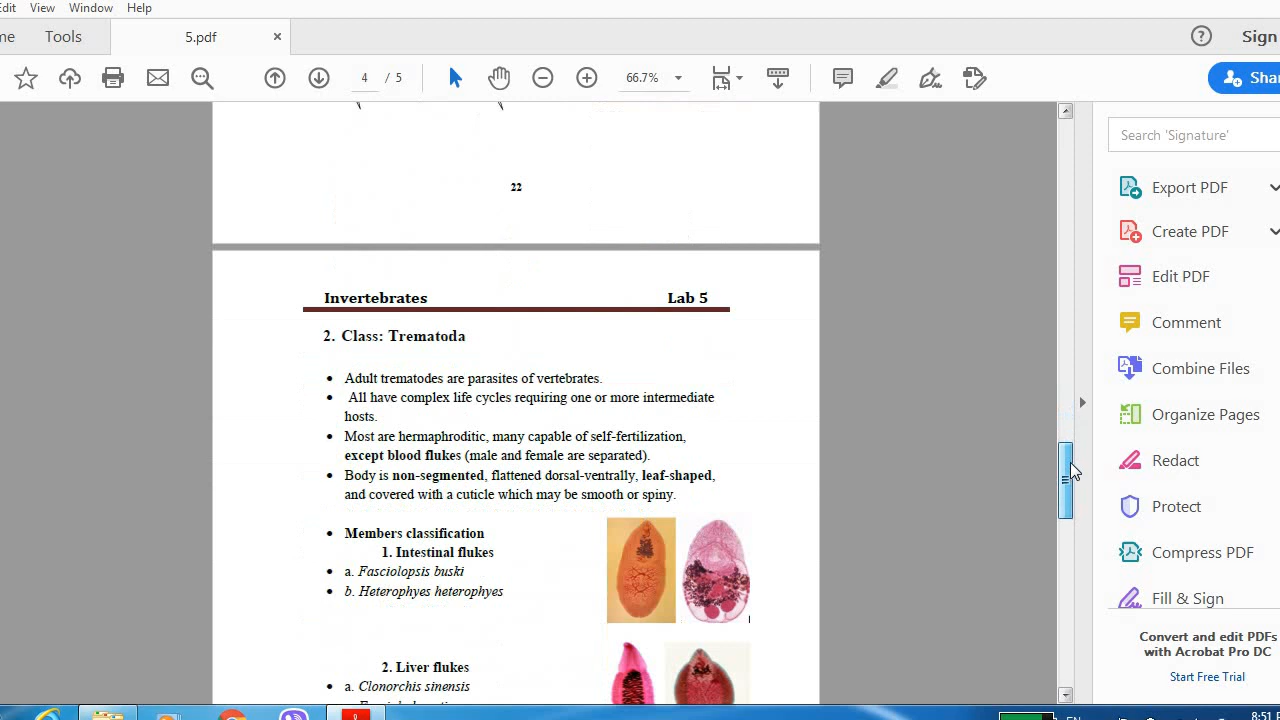 Edit View Window Help
me Tools 5.pdf × ? Sign
4 / 5 66.7% Shar
Search 'Signature'
Export PDF
Create PDF
Edit PDF
Comment
Combine Files
Organize Pages
Redact
Protect
Compress PDF
Fill & Sign
Convert and edit PDFs
with Acrobat Pro DC
Start Free Trial
22
Invertebrates Lab 5
2. Class: Trematoda
• Adult trematodes are parasites of vertebrates.
• All have complex life cycles requiring one or more intermediate
hosts.
• Most are hermaphroditic, many capable of self-fertilization,
except blood flukes (male and female are separated).
• Body is non-segmented, flattened dorsal-ventrally, leaf-shaped,
and covered with a cuticle which may be smooth or spiny.
• Members classification
1. Intestinal flukes
• a. Fasciolopsis buski
• b. Heterophyes heterophyes
2. Liver flukes
• a. Clonorchis sinensis
EN 8:51 P